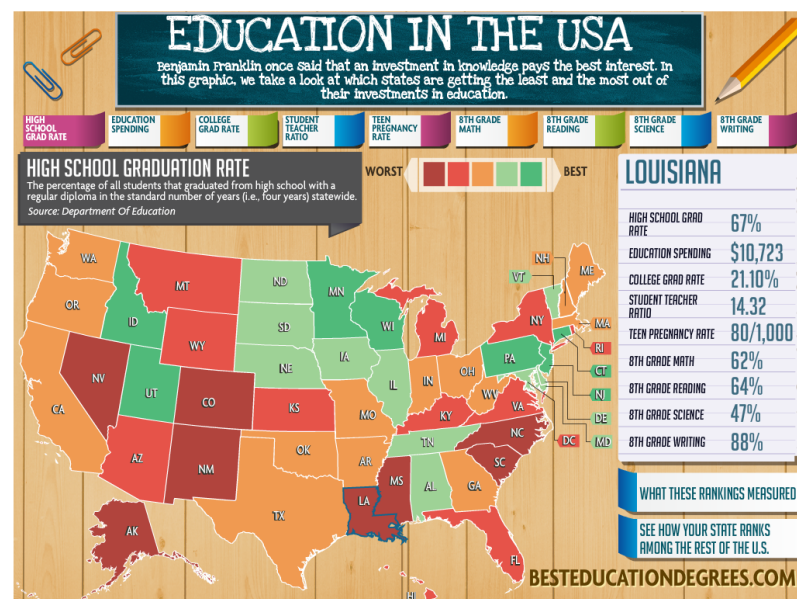 EDUCATION IN THE USA
Benjamin Franklin once said that an investment in knowledge pays the best interest. In
this graphic, we take a look at which states are getting the least and the most out of
their investments in education.
HIGH
SCHOOL
GRAD RATE
EDUCATION
SPENDING
COLLEGE
GRAD RATE
STUDENT
TEACHER
RATIO
TEEN
PREGNANCY
RATE
8TH GRADE
MATH
8TH GRADE
READING
8TH GRADE
SCIENCE
8TH GRADE
WRITING
HIGH SCHOOL GRADUATION RATE
The percentage of all students that graduated from high school with a
regular diploma in the standard number of years (i.e., four years) statewide.
Source: Department Of Education
WORST
BEST
LOUISIANA
HIGH SCHOOL GRAD
RATE
67%
EDUCATION SPENDING $10,723
COLLEGE GRAD RATE 21.10%
STUDENT TEACHER
RATIO
14.32
TEEN PREGNANCY RATE 80/1,000
8TH GRADE MATH 62%
8TH GRADE READING 64%
8TH GRADE SCIENCE 47%
8TH GRADE WRITING 88%
WA
MT
ND
MN
OR
ID
WY
SD
WI
MI
NY
VT
NH
ME
MA
RI
CT
NJ
DE
MD
DC
NV
UT
CO
NE
IA
IL
IN
OH
PA
WV
VA
CA
KS
MO
KY
NC
TN
SC
AZ
NM
OK
AR
MS
AL
GA
TX
LA
FL
AK
HI
WHAT THESE RANKINGS MEASURED
SEE HOW YOUR STATE RANKS
AMONG THE REST OF THE U.S.
BESTEDUCATIONDEGREES.COM